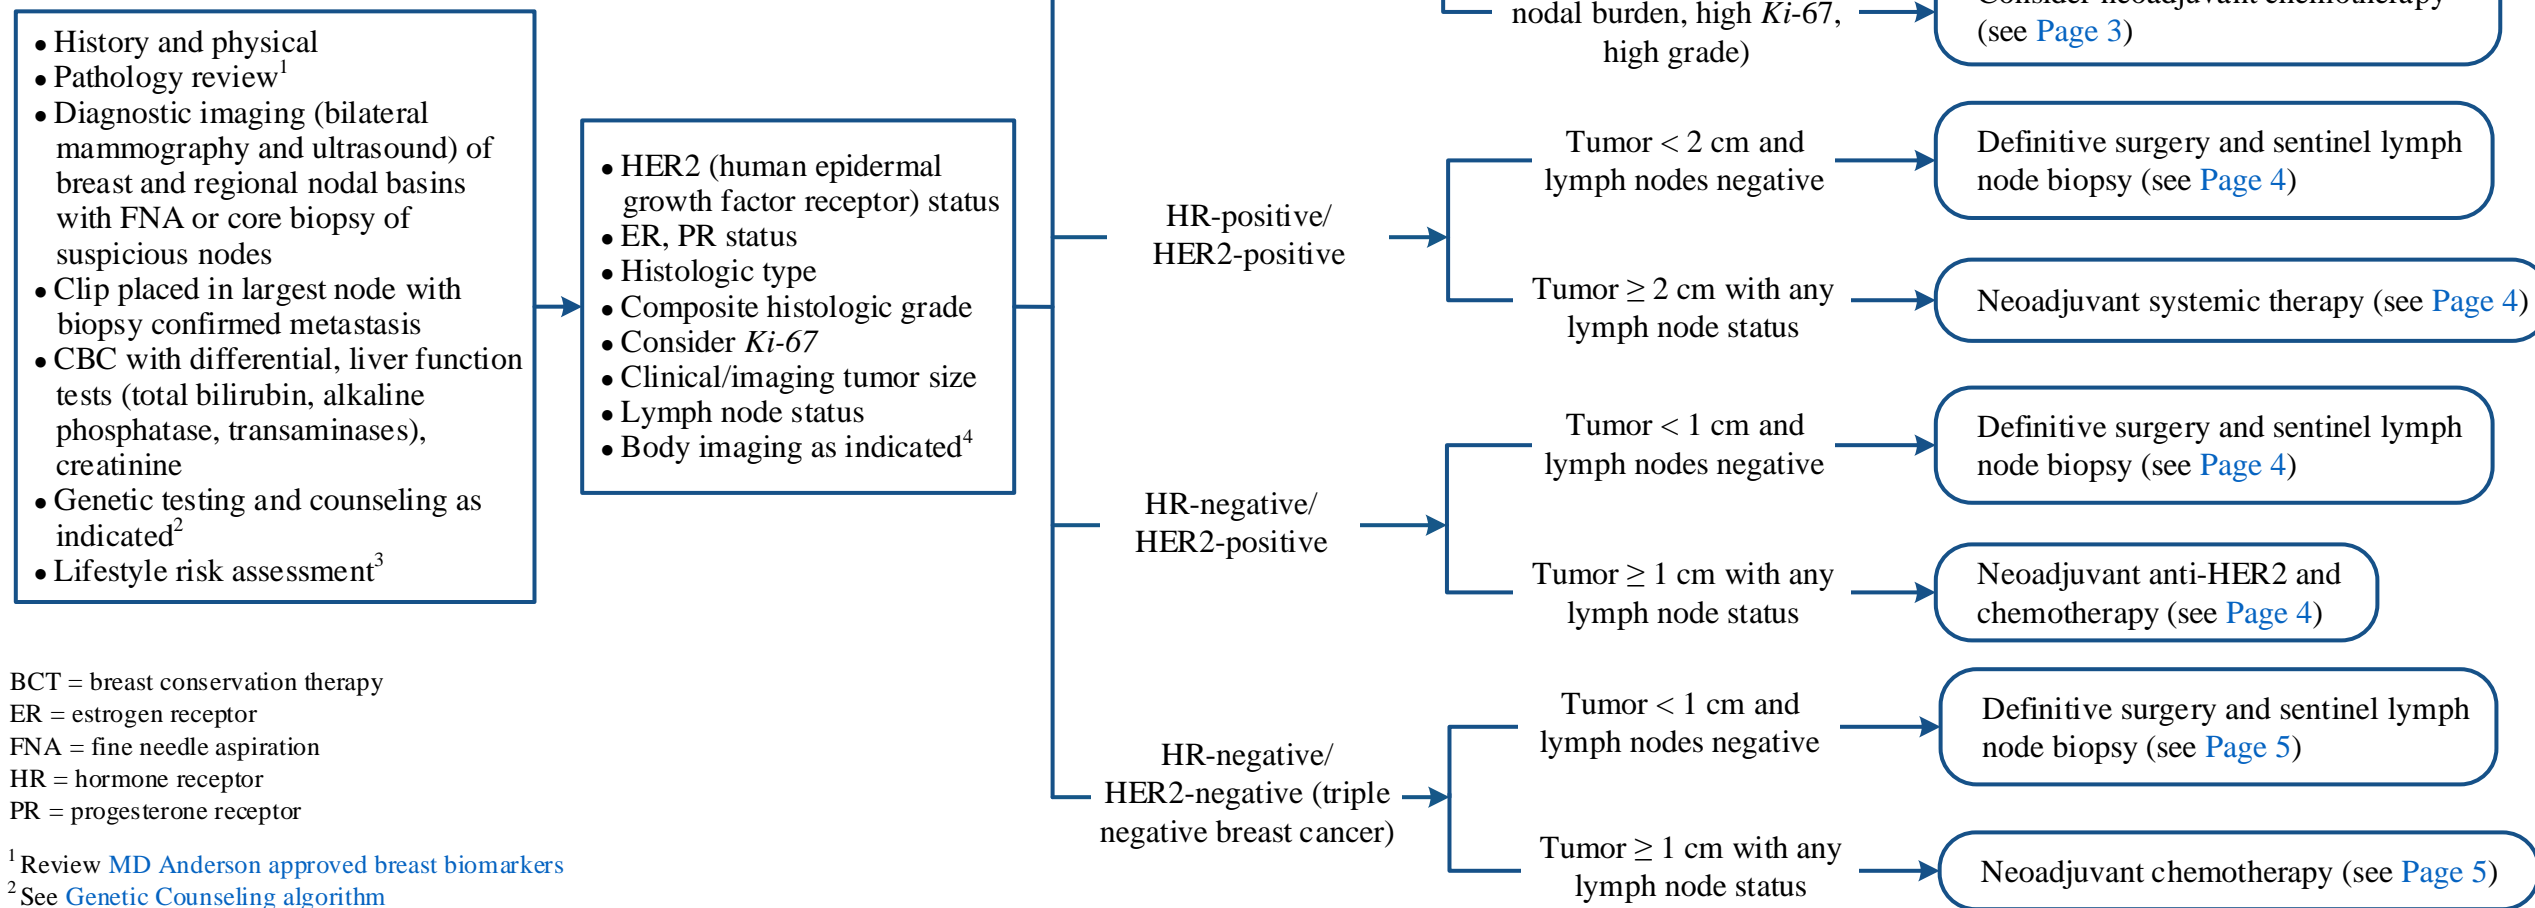 • History and physical
• Pathology review1
• Diagnostic imaging (bilateral
mammography and ultrasound) of
breast and regional nodal basins
with FNA or core biopsy of
suspicious nodes
• Clip placed in largest node with
biopsy confirmed metastasis
• CBC with differential, liver function
tests (total bilirubin, alkaline
phosphatase, transaminases),
creatinine
• Genetic testing and counseling as
indicated2
• Lifestyle risk assessment3
• HER2 (human epidermal
growth factor receptor) status
• ER, PR status
• Histologic type
• Composite histologic grade
• Consider Ki-67
• Clinical/imaging tumor size
• Lymph node status
• Body imaging as indicated4
nodal burden, high Ki-67,
high grade)
Consider neoadjuvant chemotherapy
(see Page 3)
HR-positive/
HER2-positive
Tumor < 2 cm and
lymph nodes negative
Definitive surgery and sentinel lymph
node biopsy (see Page 4)
Tumor ≥ 2 cm with any
lymph node status
Neoadjuvant systemic therapy (see Page 4)
HR-negative/
HER2-positive
Tumor < 1 cm and
lymph nodes negative
Definitive surgery and sentinel lymph
node biopsy (see Page 4)
Tumor ≥ 1 cm with any
lymph node status
Neoadjuvant anti-HER2 and
chemotherapy (see Page 4)
HR-negative/
HER2-negative (triple
negative breast cancer)
Tumor < 1 cm and
lymph nodes negative
Definitive surgery and sentinel lymph
node biopsy (see Page 5)
Tumor ≥ 1 cm with any
lymph node status
Neoadjuvant chemotherapy (see Page 5)
BCT = breast conservation therapy
ER = estrogen receptor
FNA = fine needle aspiration
HR = hormone receptor
PR = progesterone receptor
1 Review MD Anderson approved breast biomarkers
2 See Genetic Counseling algorithm